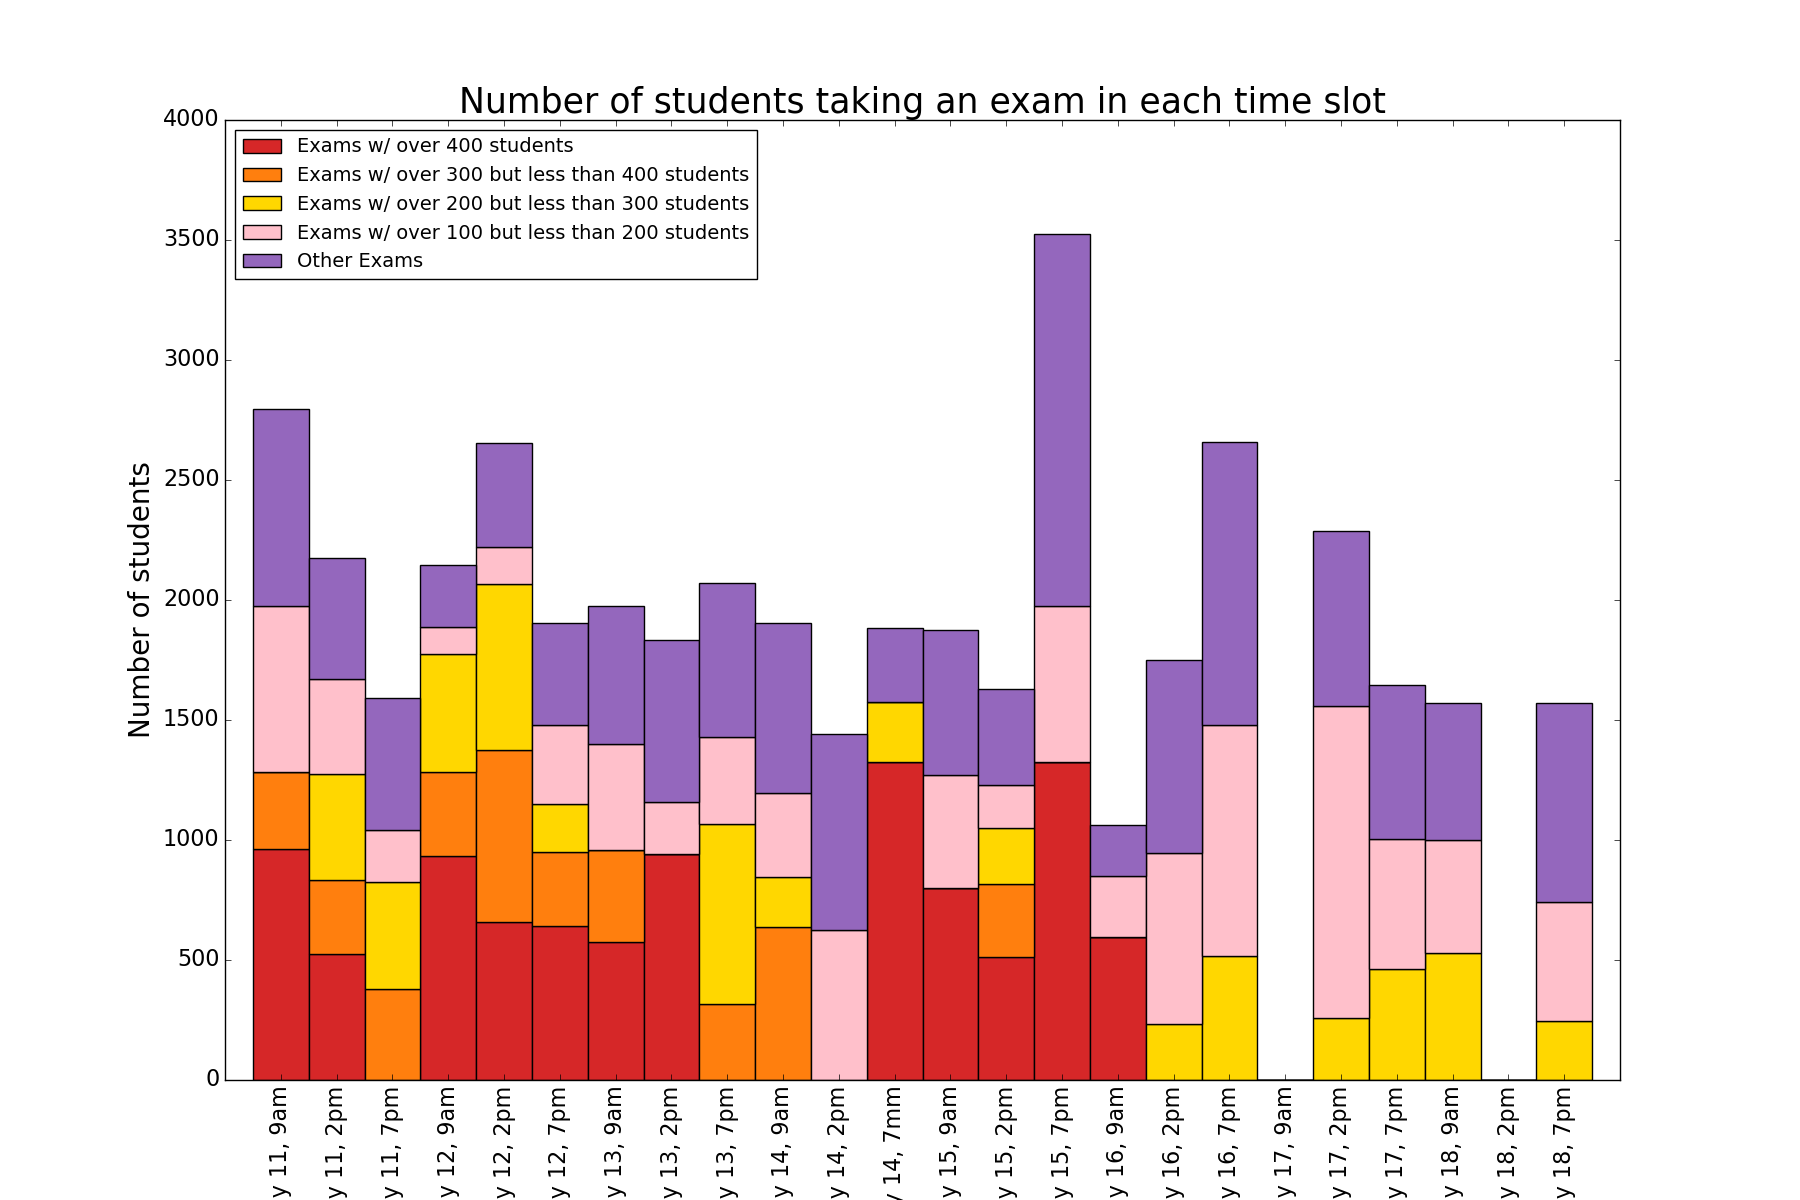 Number of students taking an exam in each time slot
4000
3500
3000
2500
2000
1500
1000
500
0
Number of students
Exams w/ over 400 students
Exams w/ over 300 but less than 400 students
Exams w/ over 200 but less than 300 students
Exams w/ over 100 but less than 200 students
Other Exams
y 11, 9am
y 11, 2pm
y 11, 7pm
y 12, 9am
y 12, 2pm
y 12, 7pm
y 13, 9am
y 13, 2pm
y 13, 7pm
y 14, 9am
y 14, 2pm
y 14, 7mm
y 15, 9am
y 15, 2pm
y 15, 7pm
y 16, 9am
y 16, 2pm
y 16, 7pm
y 17, 9am
y 17, 2pm
y 17, 7pm
y 18, 9am
y 18, 2pm
y 18, 7pm